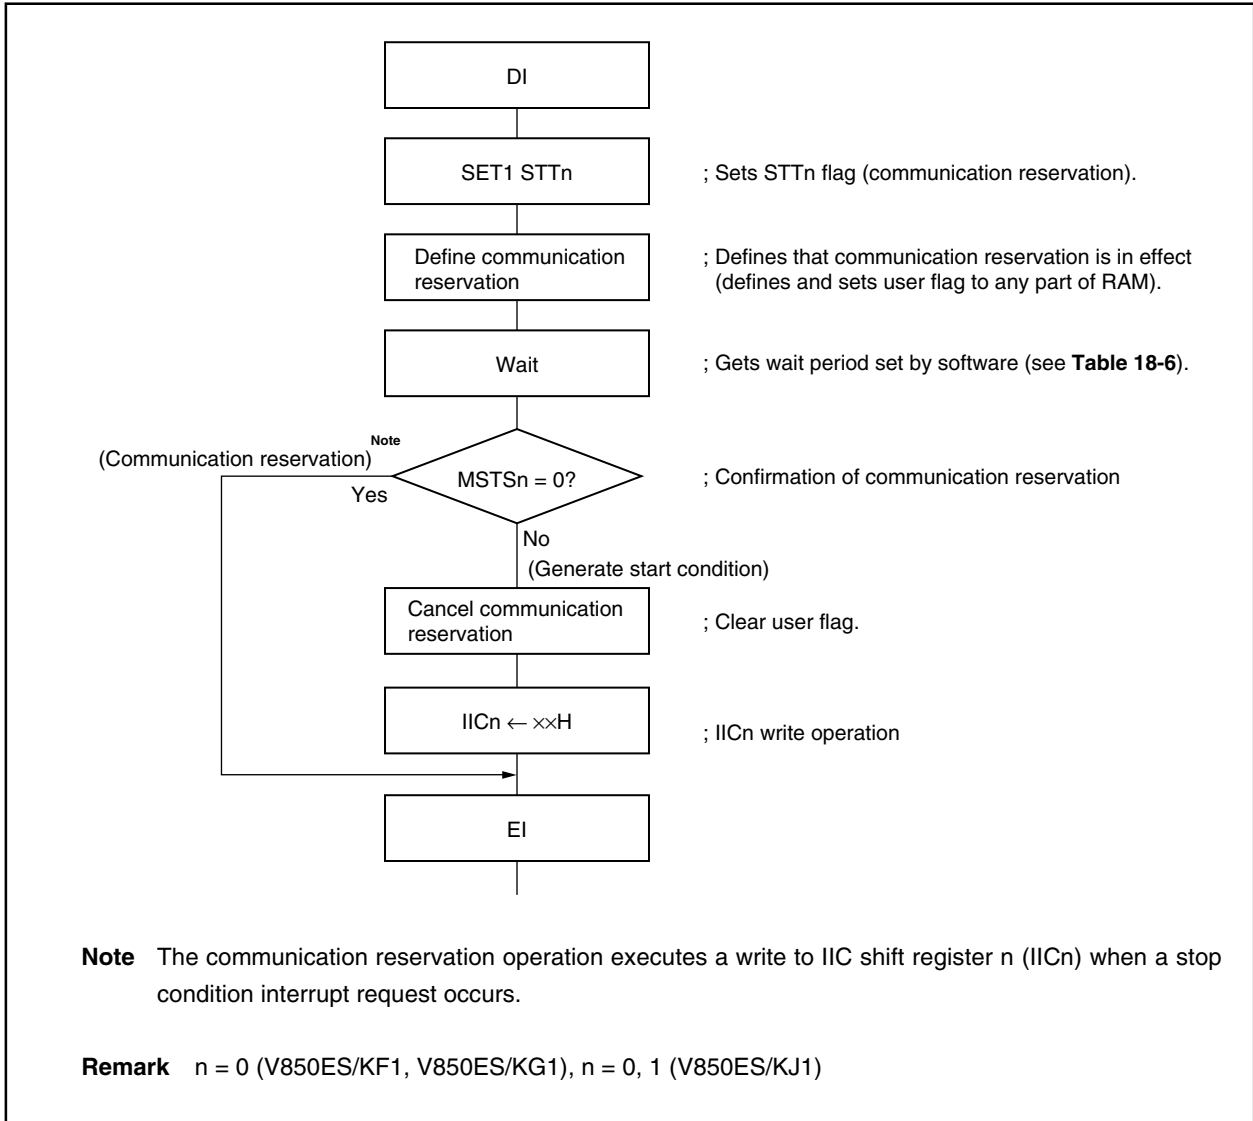 DI
SET1 STTn
; Sets STTn flag (communication reservation).
Define communication
reservation
; Defines that communication reservation is in effect
(defines and sets user flag to any part of RAM).
Wait
; Gets wait period set by software (see Table 18-6).
(Communication reservation) Note
MSTSn = 0?
; Confirmation of communication reservation
Yes
No
(Generate start condition)
Cancel communication
reservation
; Clear user flag.
IICn ← ××H
; IICn write operation
EI
Note The communication reservation operation executes a write to IIC shift register n (IICn) when a stop
condition interrupt request occurs.
Remark n = 0 (V850ES/KF1, V850ES/KG1), n = 0, 1 (V850ES/KJ1)